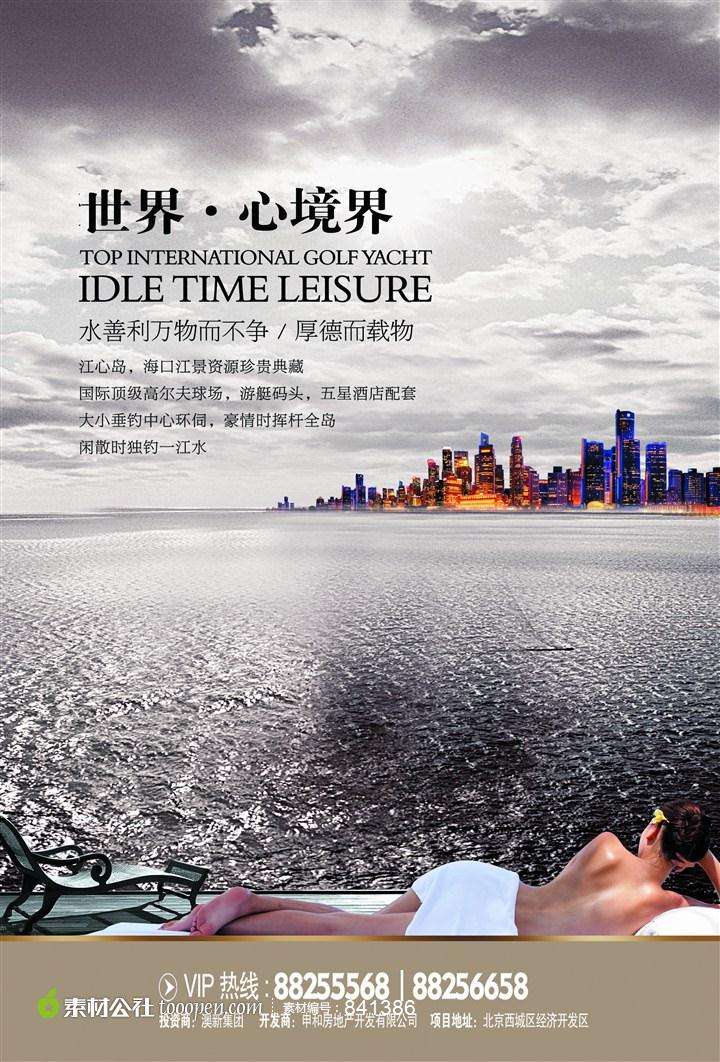 世界·心境界
TOP INTERNATIONAL GOLF YACHT
IDLE TIME LEISURE
水善利万物而不争 / 厚德而载物
江心岛，海口江景资源珍贵典藏
国际顶级高尔夫球场，游艇码头，五星酒店配套
大小垂钓中心环伺，豪情时挥杆全岛
闲散时独钓一江水
VIP 热线：88255568 | 88256658
素材公社 tooopen.com 素材编号：841386
投资商：澳新集团 开发商：申和房地产开发有限公司 项目地址：北京西城区经济开发区